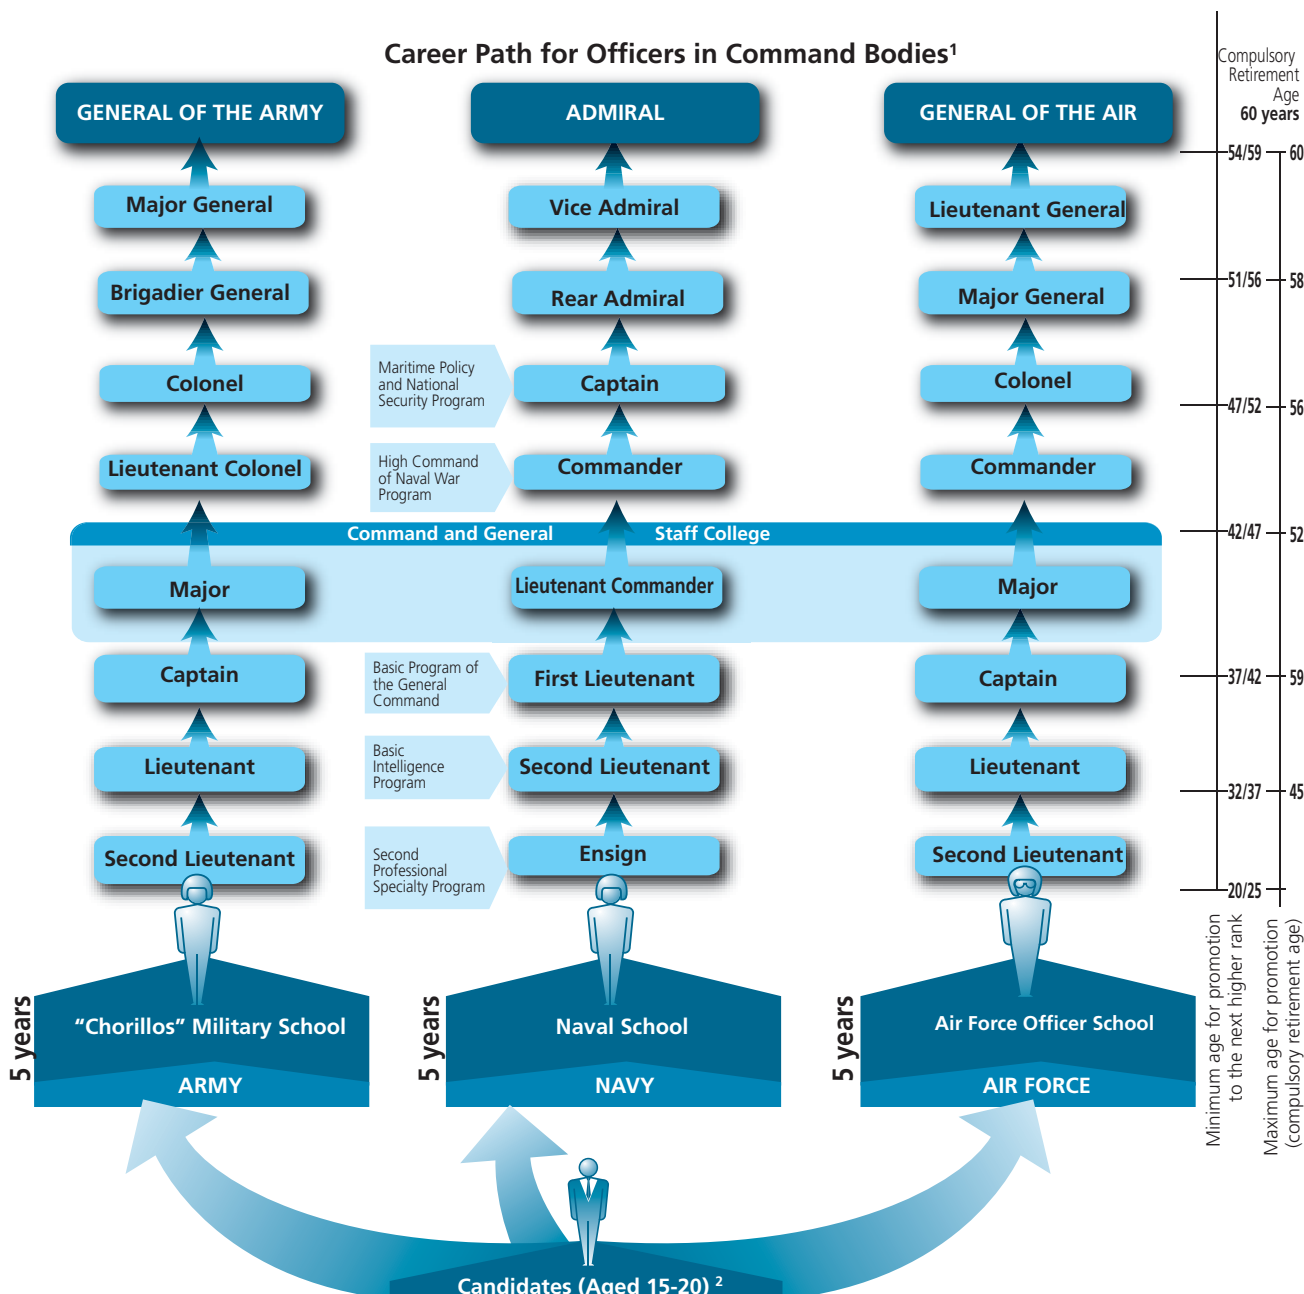 Career Path for Officers in Command Bodies¹
Compulsory
Retirement
Age
60 years
GENERAL OF THE ARMY
ADMIRAL
GENERAL OF THE AIR
54/59
60
Major General
Vice Admiral
Lieutenant General
Brigadier General
Rear Admiral
Major General
51/56
58
Maritime Policy
and National
Security Program
Colonel
Captain
Colonel
47/52
56
High Command
of Naval War
Program
Lieutenant Colonel
Commander
Commander
Command and General Staff College
42/47
52
Major
Lieutenant Commander
Major
Basic Program of
the General
Command
Captain
First Lieutenant
Captain
37/42
59
Basic
Intelligence
Program
Lieutenant
Second Lieutenant
Lieutenant
32/37
45
Second
Professional
Specialty Program
Second Lieutenant
Ensign
Second Lieutenant
20/25
Minimum age for promotion
to the next higher rank
Maximum age for promotion
(compulsory retirement age)
5 years
“Chorillos” Military School
ARMY
5 years
Naval School
NAVY
5 years
Air Force Officer School
AIR FORCE
Candidates (Aged 15-20) ²